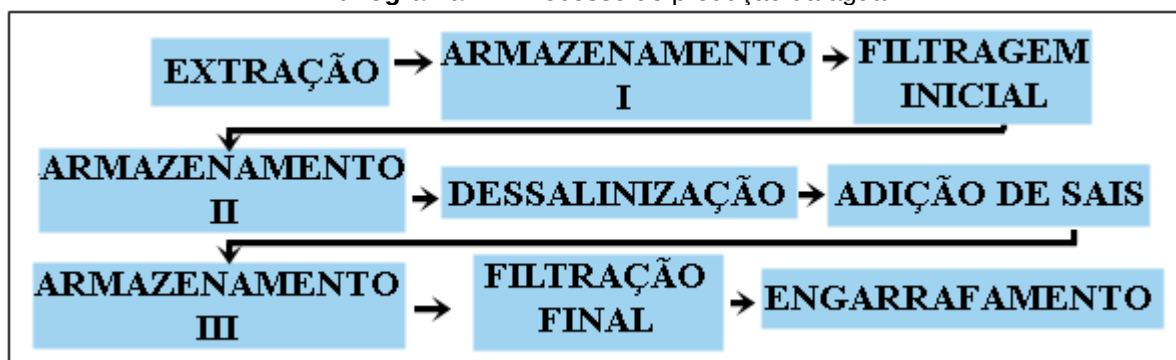 EXTRAÇÃO
ARMAZENAMENTO
I
FILTRAGEM
INICIAL
ARMAZENAMENTO
II
DESSALINIZAÇÃO
ADIÇÃO DE SAIS
ARMAZENAMENTO
III
FILTRAÇÃO
FINAL
ENGARRAFAMENTO